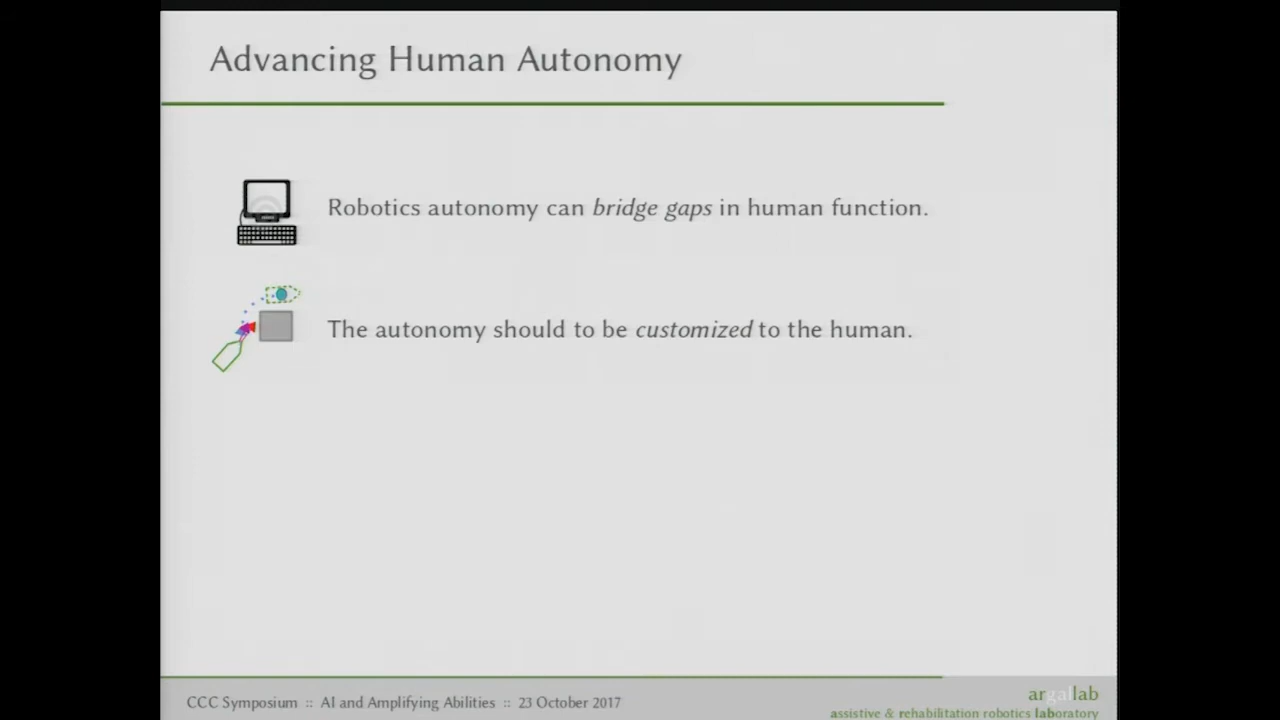 Advancing Human Autonomy
Robotics autonomy can bridge gaps in human function.
The autonomy should to be customized to the human.
CCC Symposium :: AI and Amplifying Abilities :: 23 October 2017
argallab
assistive & rehabilitation robotics laboratory